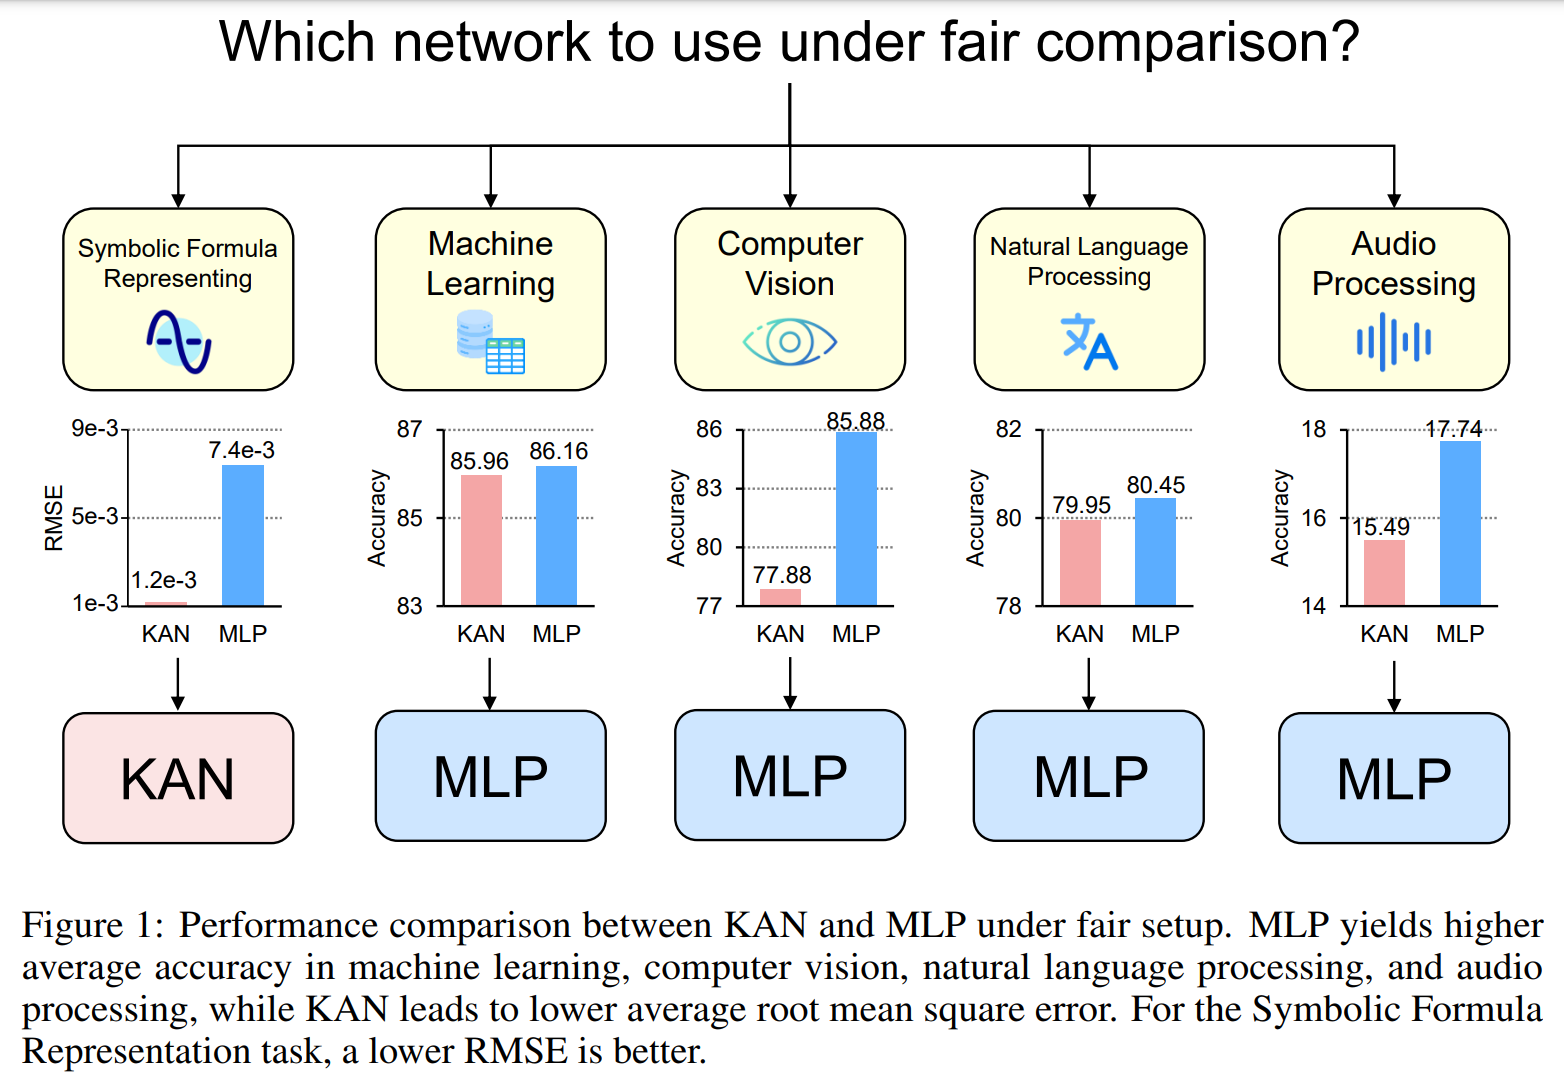 Which network to use under fair comparison?
Symbolic Formula
Representing
Machine
Learning
Computer
Vision
Natural Language
Processing
Audio
Processing
文A
RMSE
9e-3
5e-3
1e-3
1.2e-3
7.4e-3
KAN
MLP
Accuracy
87
85
83
85.96
86.16
KAN
MLP
Accuracy
86
83
80
77
77.88
85.88
KAN
MLP
Accuracy
82
80
78
79.95
80.45
KAN
MLP
Accuracy
18
16
14
15.49
17.74
KAN
MLP
KAN
MLP
MLP
MLP
MLP
Figure 1: Performance comparison between KAN and MLP under fair setup. MLP yields higher
average accuracy in machine learning, computer vision, natural language processing, and audio
processing, while KAN leads to lower average root mean square error. For the Symbolic Formula
Representation task, a lower RMSE is better.